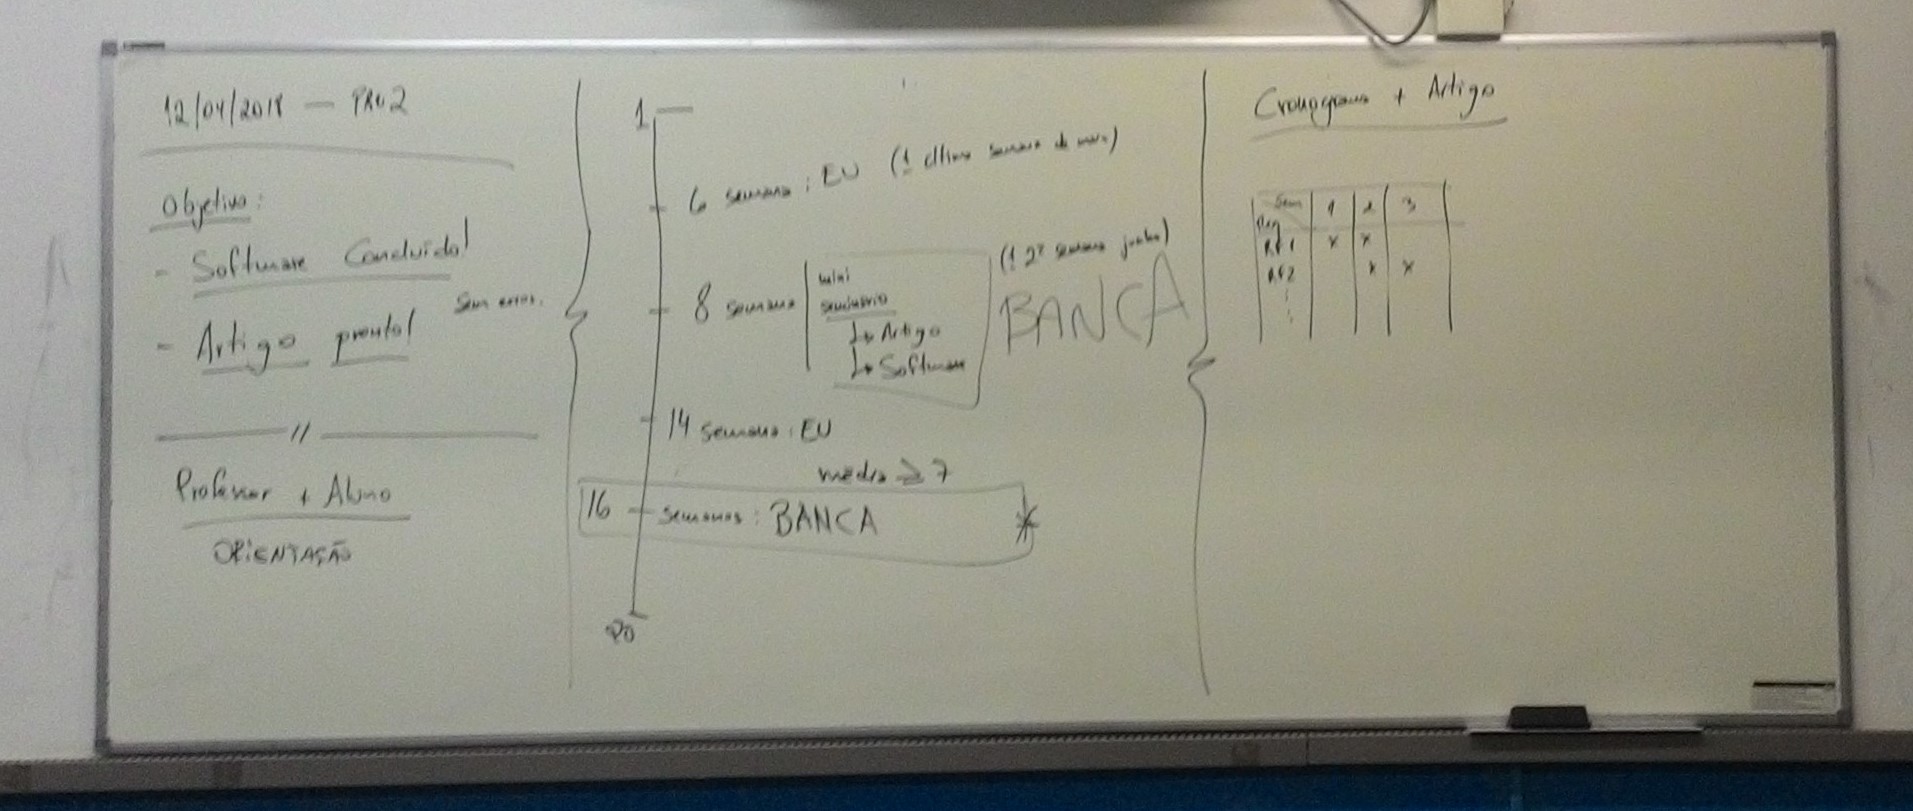 12/04/2018 — PRO2
Objetivo:
- Software Concluído!
- Artigo pronto! Sem erros.
//
Professor + Aluno
ORIENTAÇÃO
1
6 semana : EU (1 última semana de maio)
8 semana
mini
seminário
↳ Artigo
↳ Software
(1 2ª semana junho)
BANCA
14 semana : EU
média ≥ 7
16 semanas : BANCA *
20
Cronograma + Artigo
Sem 1 2 3
Req
RF1 x x
RF2 x x